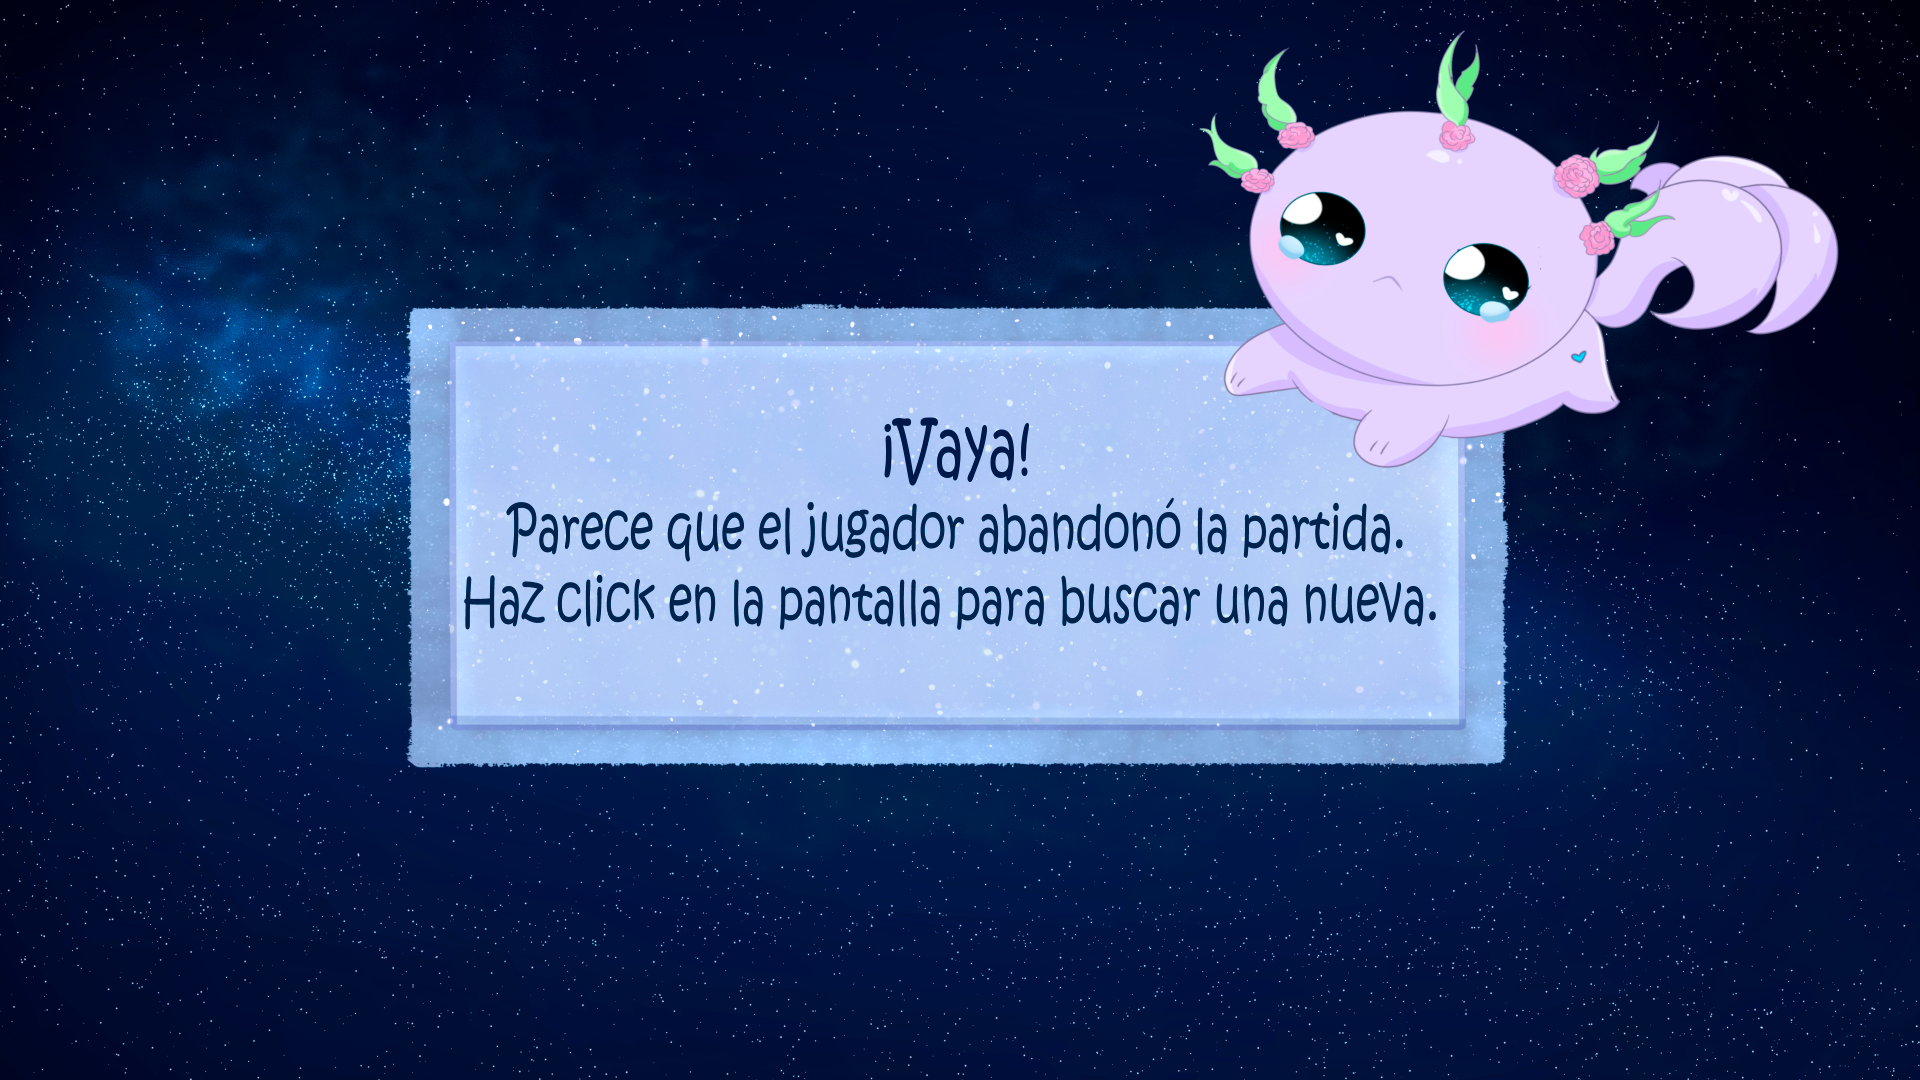 ¡Vaya!
Parece que el jugador abandonó la partida.
Haz click en la pantalla para buscar una nueva.